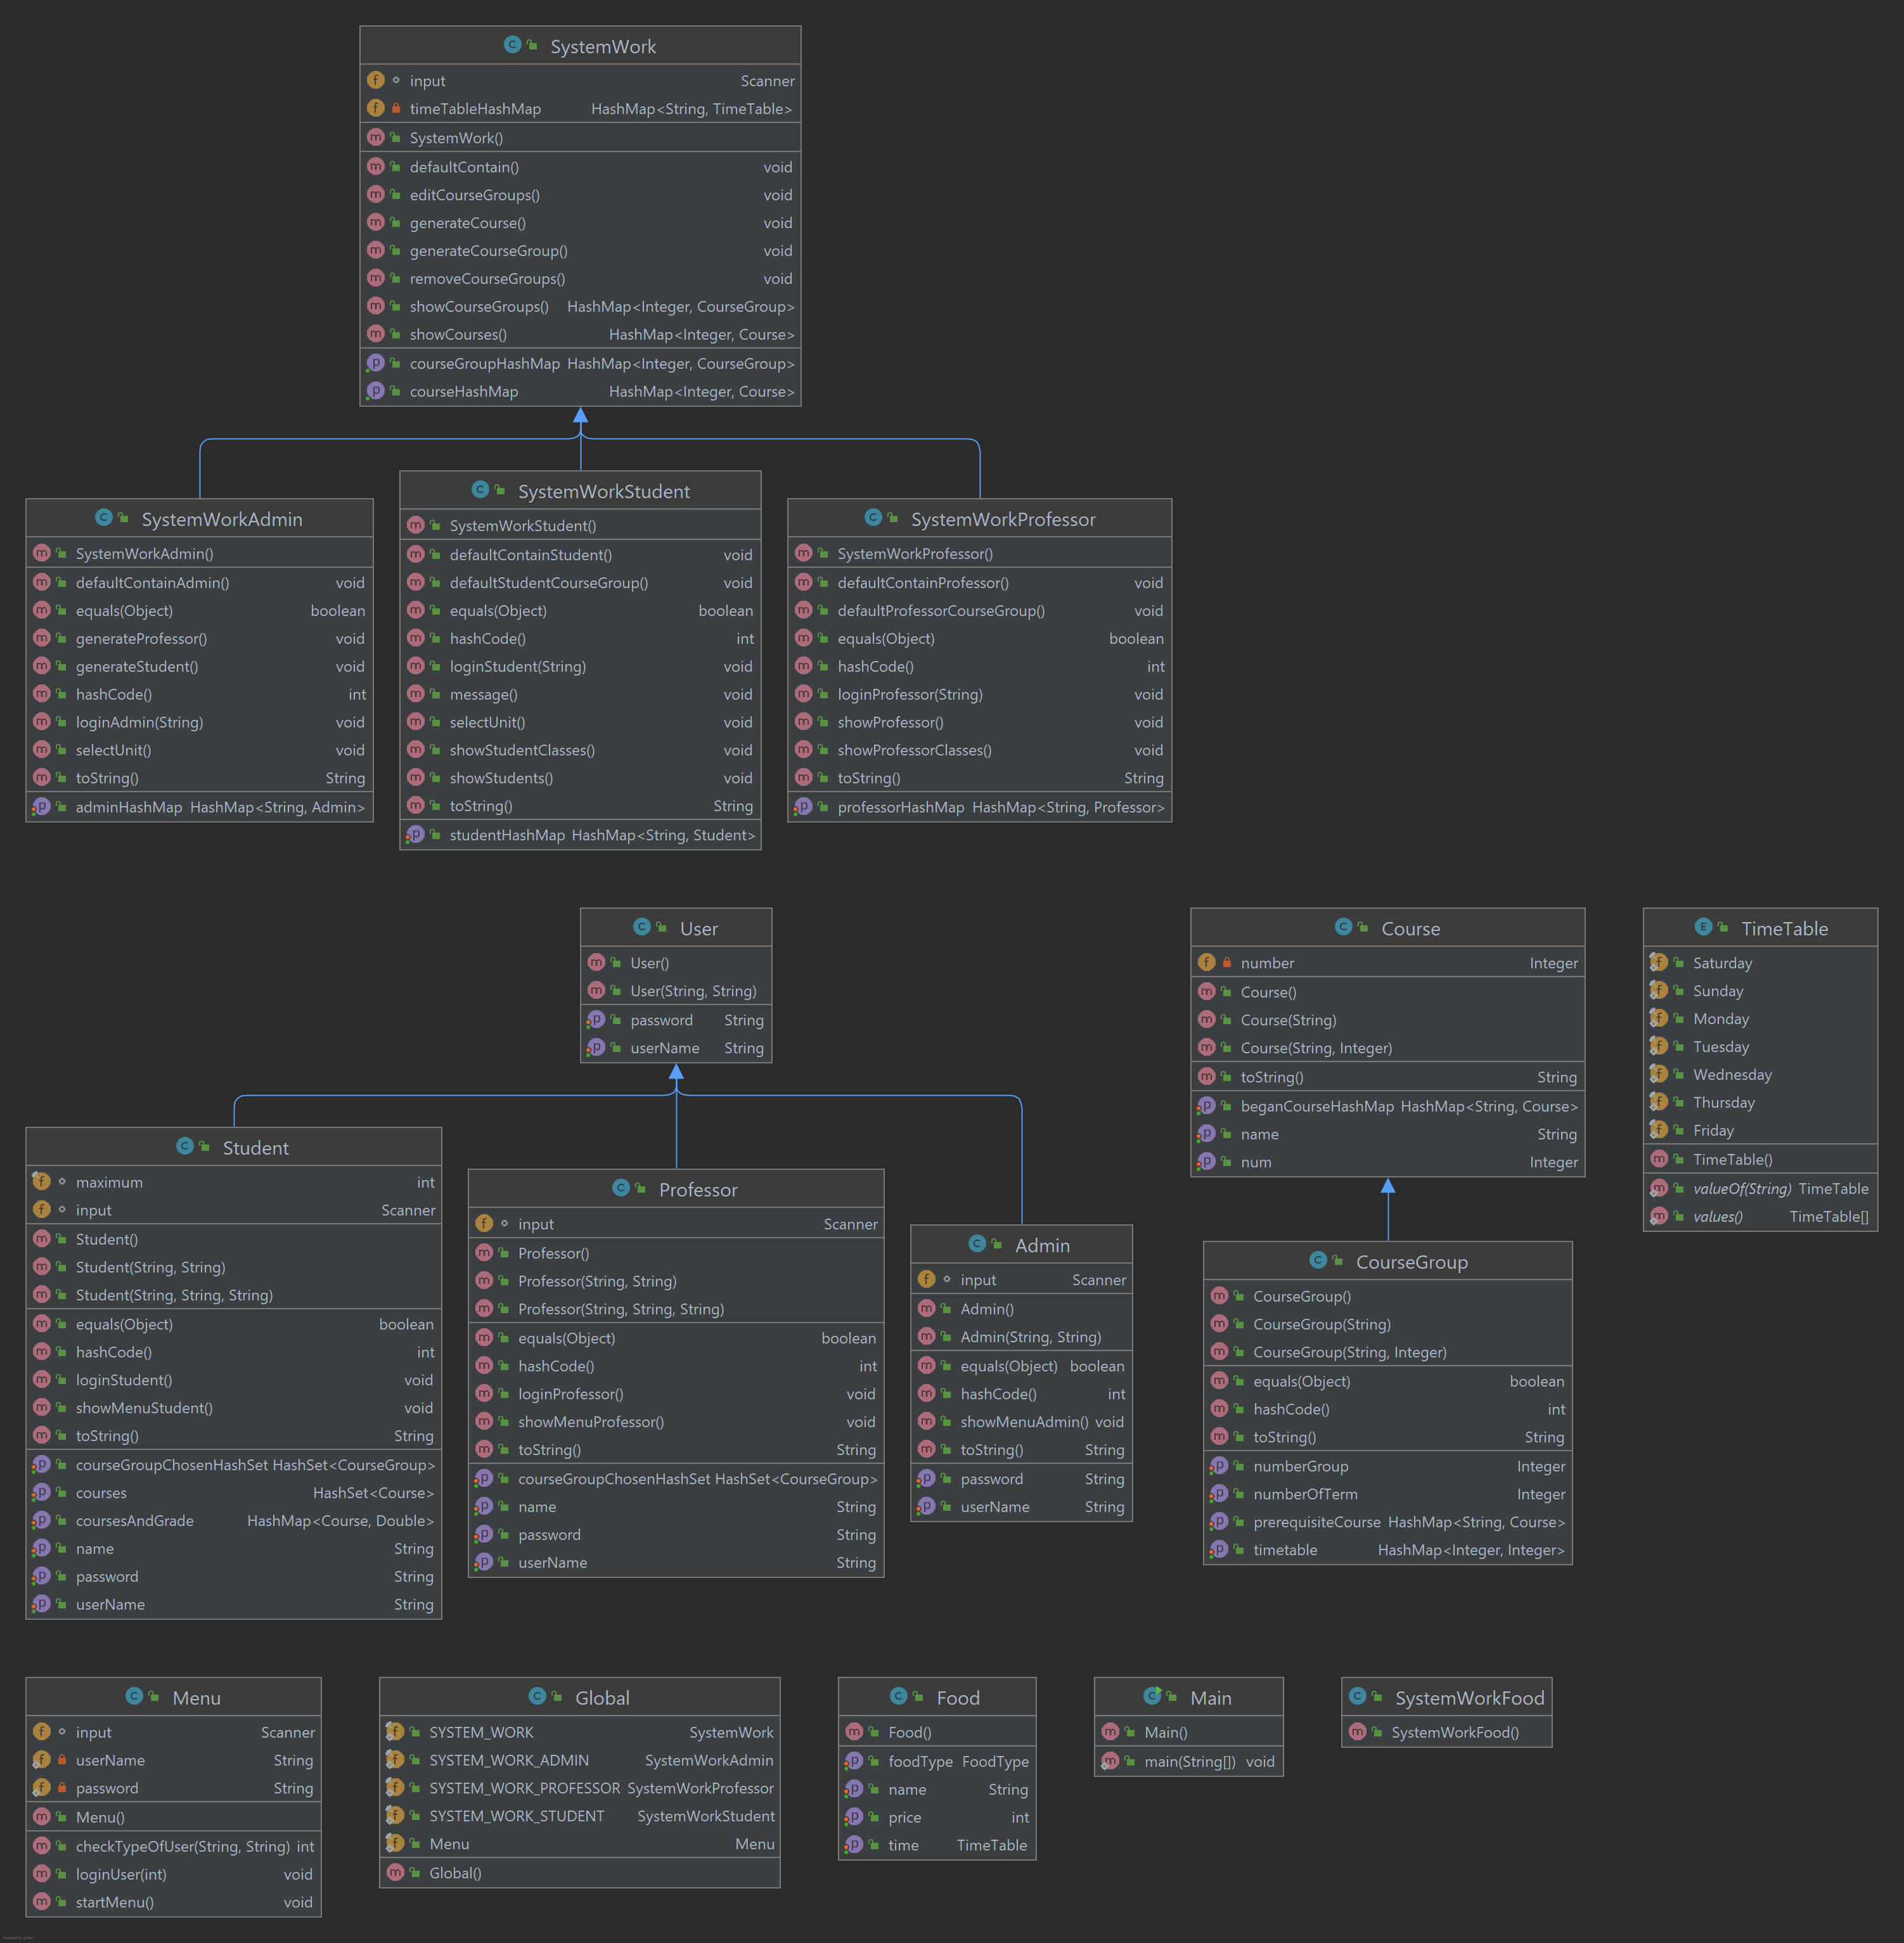 SystemWork
input Scanner
timeTableHashMap HashMap<String, TimeTable>
SystemWork()
defaultContain() void
editCourseGroups() void
generateCourse() void
generateCourseGroup() void
removeCourseGroups() void
showCourseGroups() HashMap<Integer, CourseGroup>
showCourses() HashMap<Integer, Course>
courseGroupHashMap HashMap<Integer, CourseGroup>
courseHashMap HashMap<Integer, Course>
SystemWorkAdmin
SystemWorkAdmin()
defaultContainAdmin() void
equals(Object) boolean
generateProfessor() void
generateStudent() void
hashCode() int
loginAdmin(String) void
selectUnit() void
toString() String
adminHashMap HashMap<String, Admin>
SystemWorkStudent
SystemWorkStudent()
defaultContainStudent() void
defaultStudentCourseGroup() void
equals(Object) boolean
hashCode() int
loginStudent(String) void
message() void
selectUnit() void
showStudentClasses() void
showStudents() void
toString() String
studentHashMap HashMap<String, Student>
SystemWorkProfessor
SystemWorkProfessor()
defaultContainProfessor() void
defaultProfessorCourseGroup() void
equals(Object) boolean
hashCode() int
loginProfessor(String) void
showProfessor() void
showProfessorClasses() void
toString() String
professorHashMap HashMap<String, Professor>
User
User()
User(String, String)
password String
userName String
Course
number Integer
Course()
Course(String)
Course(String, Integer)
toString() String
beganCourseHashMap HashMap<String, Course>
name String
num Integer
TimeTable
Saturday
Sunday
Monday
Tuesday
Wednesday
Thursday
Friday
TimeTable()
valueOf(String) TimeTable
values() TimeTable[]
Student
maximum int
input Scanner
Student()
Student(String, String)
Student(String, String, String)
equals(Object) boolean
hashCode() int
loginStudent() void
showMenuStudent() void
toString() String
courseGroupChosenHashSet HashSet<CourseGroup>
courses HashSet<Course>
coursesAndGrade HashMap<Course, Double>
name String
password String
userName String
Professor
input Scanner
Professor()
Professor(String, String)
Professor(String, String, String)
equals(Object) boolean
hashCode() int
loginProfessor() void
showMenuProfessor() void
toString() String
courseGroupChosenHashSet HashSet<CourseGroup>
name String
password String
userName String
Admin
input Scanner
Admin()
Admin(String, String)
equals(Object) boolean
hashCode() int
showMenuAdmin() void
toString() String
password String
userName String
CourseGroup
CourseGroup()
CourseGroup(String)
CourseGroup(String, Integer)
equals(Object) boolean
hashCode() int
toString() String
numberGroup Integer
numberOfTerm Integer
prerequisiteCourse HashMap<String, Course>
timetable HashMap<Integer, Integer>
Menu
input Scanner
userName String
password String
Menu()
checkTypeOfUser(String, String) int
loginUser(int) void
startMenu() void
Global
SYSTEM_WORK SystemWork
SYSTEM_WORK_ADMIN SystemWorkAdmin
SYSTEM_WORK_PROFESSOR SystemWorkProfessor
SYSTEM_WORK_STUDENT SystemWorkStudent
Menu Menu
Global()
Food
Food()
foodType FoodType
name String
price int
time TimeTable
Main
Main()
main(String[]) void
SystemWorkFood
SystemWorkFood()